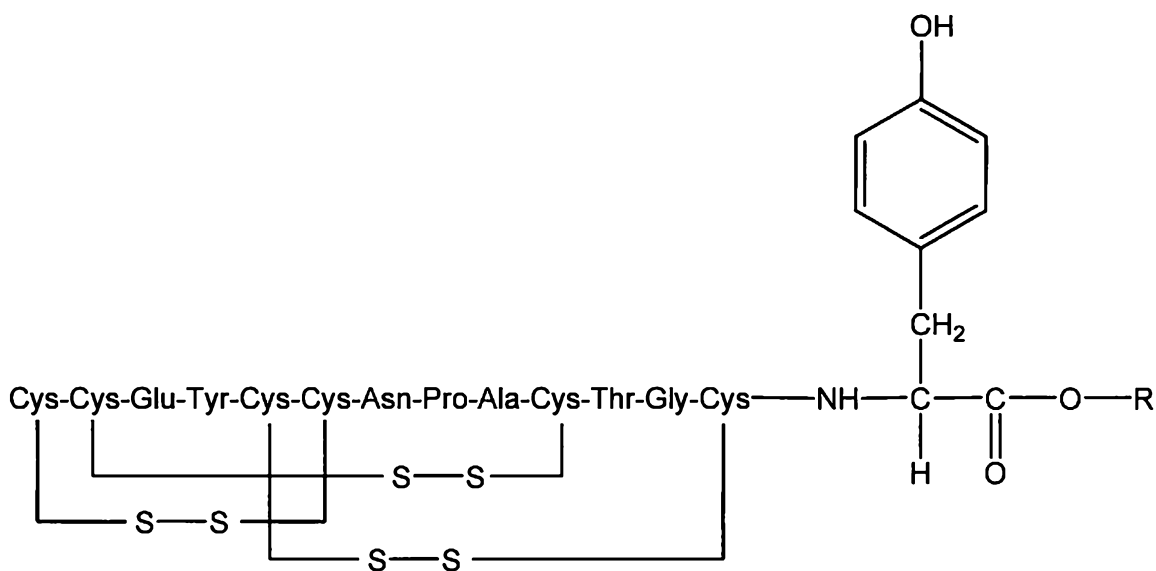 OH
CH2
Cys-Cys-Glu-Tyr-Cys-Cys-Asn-Pro-Ala-Cys-Thr-Gly-Cys—NH—C—C—O—R
S—S H O
S—S
S—S